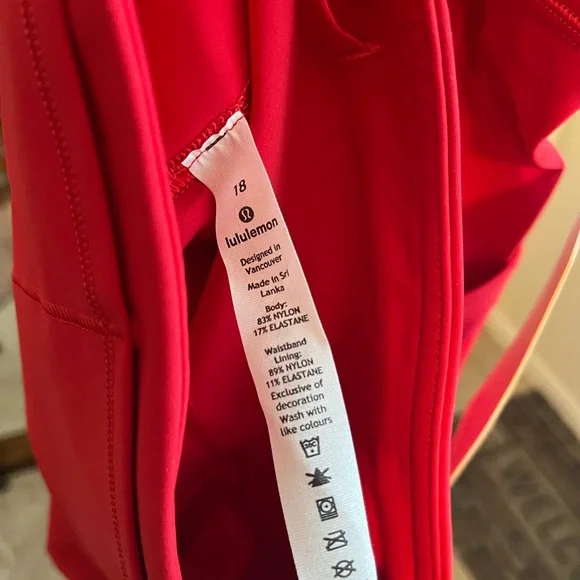 18
lululemon
Designed in
Vancouver
Made in Sri
Lanka
Body:
83% NYLON
17% ELASTANE
Waistband
Lining:
89% NYLON
11% ELASTANE
Exclusive of
decoration
Wash with
like colours